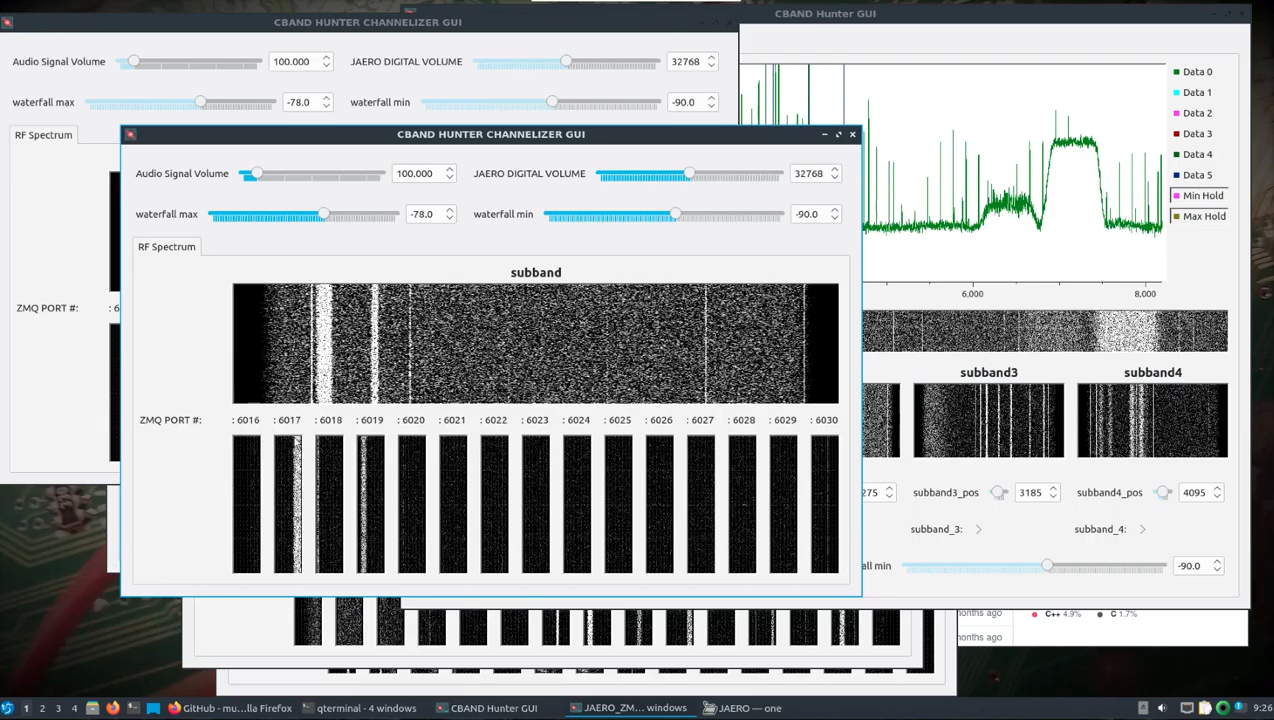 CBAND HUNTER CHANNELIZER GUI
CBAND Hunter GUI
Audio Signal Volume 100.000 JAERO DIGITAL VOLUME 32768
waterfall max -78.0 waterfall min -90.0
RF Spectrum
ZMQ PORT #: : 6
CBAND HUNTER CHANNELIZER GUI
Audio Signal Volume 100.000 JAERO DIGITAL VOLUME 32768
waterfall max -78.0 waterfall min -90.0
RF Spectrum
subband
ZMQ PORT #: : 6016 : 6017 : 6018 : 6019 : 6020 : 6021 : 6022 : 6023 : 6024 : 6025 : 6026 : 6027 : 6028 : 6029 : 6030
Data 0
Data 1
Data 2
Data 3
Data 4
Data 5
Min Hold
Max Hold
6,000 8,000
subband3 subband4
275 subband3_pos 3185 subband4_pos 4095
subband_3: subband_4:
all min -90.0
months ago C++ 4.9% C 1.7%
months ago
1 2 3 4 GitHub - mu...lla Firefox qterminal - 4 windows CBAND Hunter GUI JAERO_ZM... windows JAERO — one 9:26